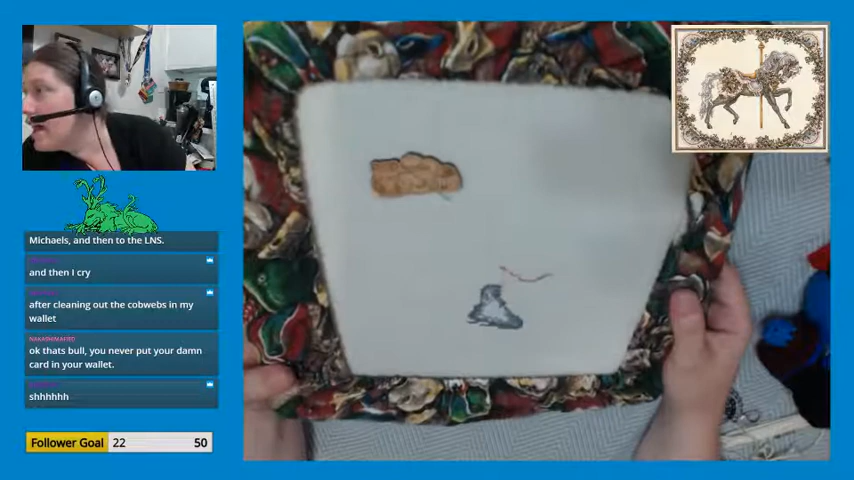 Michaels, and then to the LNS.
and then I cry
after cleaning out the cobwebs in my
wallet
ok thats bull, you never put your damn
card in your wallet.
shhhhhh
Follower Goal 22 50